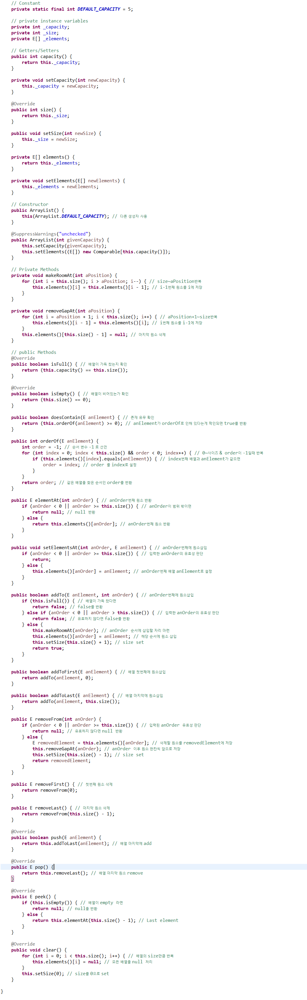 // Constant
private static final int DEFAULT_CAPACITY = 5;
// private instance variables
private int _capacity;
private int _size;
private E[] _elements;
// Getters/Setters
public int capacity() {
return this._capacity;
}
private void setCapacity(int newCapacity) {
this._capacity = newCapacity;
}
@Override
public int size() {
return this._size;
}
public void setSize(int newSize) {
this._size = newSize;
}
private E[] elements() {
return this._elements;
}
private void setElements(E[] newElements) {
this._elements = newElements;
}
// Constructor
public ArrayList() {
this(ArrayList.DEFAULT_CAPACITY); // 다른 생성자 사용
}
@SuppressWarnings("unchecked")
public ArrayList(int givenCapacity) {
this.setCapacity(givenCapacity);
this.setElements((E[]) new Comparable[this.capacity()]);
}
// Private Methods
private void makeRoomAt(int aPosition) {
for (int i = this.size(); i > aPosition; i--) { // size~aPosition반복
this.elements()[i] = this.elements()[i - 1]; // i-1번째 원소를 i에 저장
}
}
private void removeGapAt(int aPosition) {
for (int i = aPosition + 1; i < this.size(); i++) { // aPosition+1~size반복
this.elements()[i - 1] = this.elements()[i]; // i번째 원소를 i-1에 저장
}
this.elements()[this.size() - 1] = null; // 마지막 원소 삭제
}
// public Methods
@Override
public boolean isFull() { // 배열이 가득 찼는지 확인
return (this.capacity() == this.size());
}
@Override
public boolean isEmpty() { // 배열이 비어있는가 확인
return (this.size() == 0);
}
public boolean doesContain(E anElement) { // 존재 유무 확인
return (this.orderOf(anElement) >= 0); // anElement가 orderOf로 인해 있다는게 확인되면 true를 반환
}
public int orderOf(E anElement) {
int order = -1; // 순서 변수 -1 로 선언
for (int index = 0; index < this.size() && order < 0; index++) { // 0~사이즈 & order이 -1일때 반복
if (this.elements()[index].equals(anElement)) { // index번째 배열과 anElement가 같으면
order = index; // order 를 index로 설정
}
}
return order; // 같은 배열을 찾은 순서인 order를 반환
}
public E elementAt(int anOrder) { // anOrder번째 원소 반환
if (anOrder < 0 || anOrder >= this.size()) { // anOrder이 범위 밖이면
return null; // null 반환
} else {
return this.elements()[anOrder]; // anOrder번째 원소 반환
}
}
public void setElementsAt(int anOrder, E anElement) { // anOrder번째에 원소삽입
if (anOrder < 0 || anOrder >= this.size()) { // 입력한 anOrder의 유효성 판단
return;
} else {
this.elements()[anOrder] = anElement; // anOrder번째 배열 anElement로 설정
}
}
public boolean addTo(E anElement, int anOrder) { // anOrder번째에 원소삽입
if (this.isFull()) { // 배열이 가득 찼다면
return false; // false를 반환
} else if (anOrder < 0 || anOrder > this.size()) { // 입력한 anOrder의 유효성 판단
return false; // 유효하지 않다면 false를 반환
} else {
this.makeRoomAt(anOrder); // anOrder 순서에 삽입할 자리 마련
this.elements()[anOrder] = anElement; // 해당 순서에 원소 삽입
this.setSize(this.size() + 1); // size set
return true;
}
}
public boolean addToFirst(E anElement) { // 배열 첫번째에 원소삽입
return addTo(anElement, 0);
}
public boolean addToLast(E anElement) { // 배열 마지막에 원소삽입
return addTo(anElement, this.size());
}
public E removeFrom(int anOrder) {
if (anOrder < 0 || anOrder >= this.size()) { // 입력된 anOrder 유효성 판단
return null; // 유효하지 않다면 null 반환
} else {
E removedElement = this.elements()[anOrder]; // 삭제할 원소를 removedElement에 저장
this.removeGapAt(anOrder); // anOrder 이후 원소 한칸씩 앞으로 저장
this.setSize(this.size() - 1); // size set
return removedElement;
}
}
public E removeFirst() { // 첫번째 원소 삭제
return removeFrom(0);
}
public E removeLast() { // 마지막 원소 삭제
return removeFrom(this.size() - 1);
}
@Override
public boolean push(E anElement) {
return this.addToLast(anElement); // 배열 마지막에 add
}
@Override
public E pop() {
return this.removeLast(); // 배열 마지막 원소 remove
}
@Override
public E peek() {
if (this.isEmpty()) { // 배열이 empty 라면
return null; // null을 반환
} else {
return this.elementAt(this.size() - 1); // Last element
}
}
@Override
public void clear() {
for (int i = 0; i < this.size(); i++) { // 배열의 size만큼 반복
this.elements()[i] = null; // 모든 배열을 null 처리
}
this.setSize(0); // size를 0으로 set
}
}